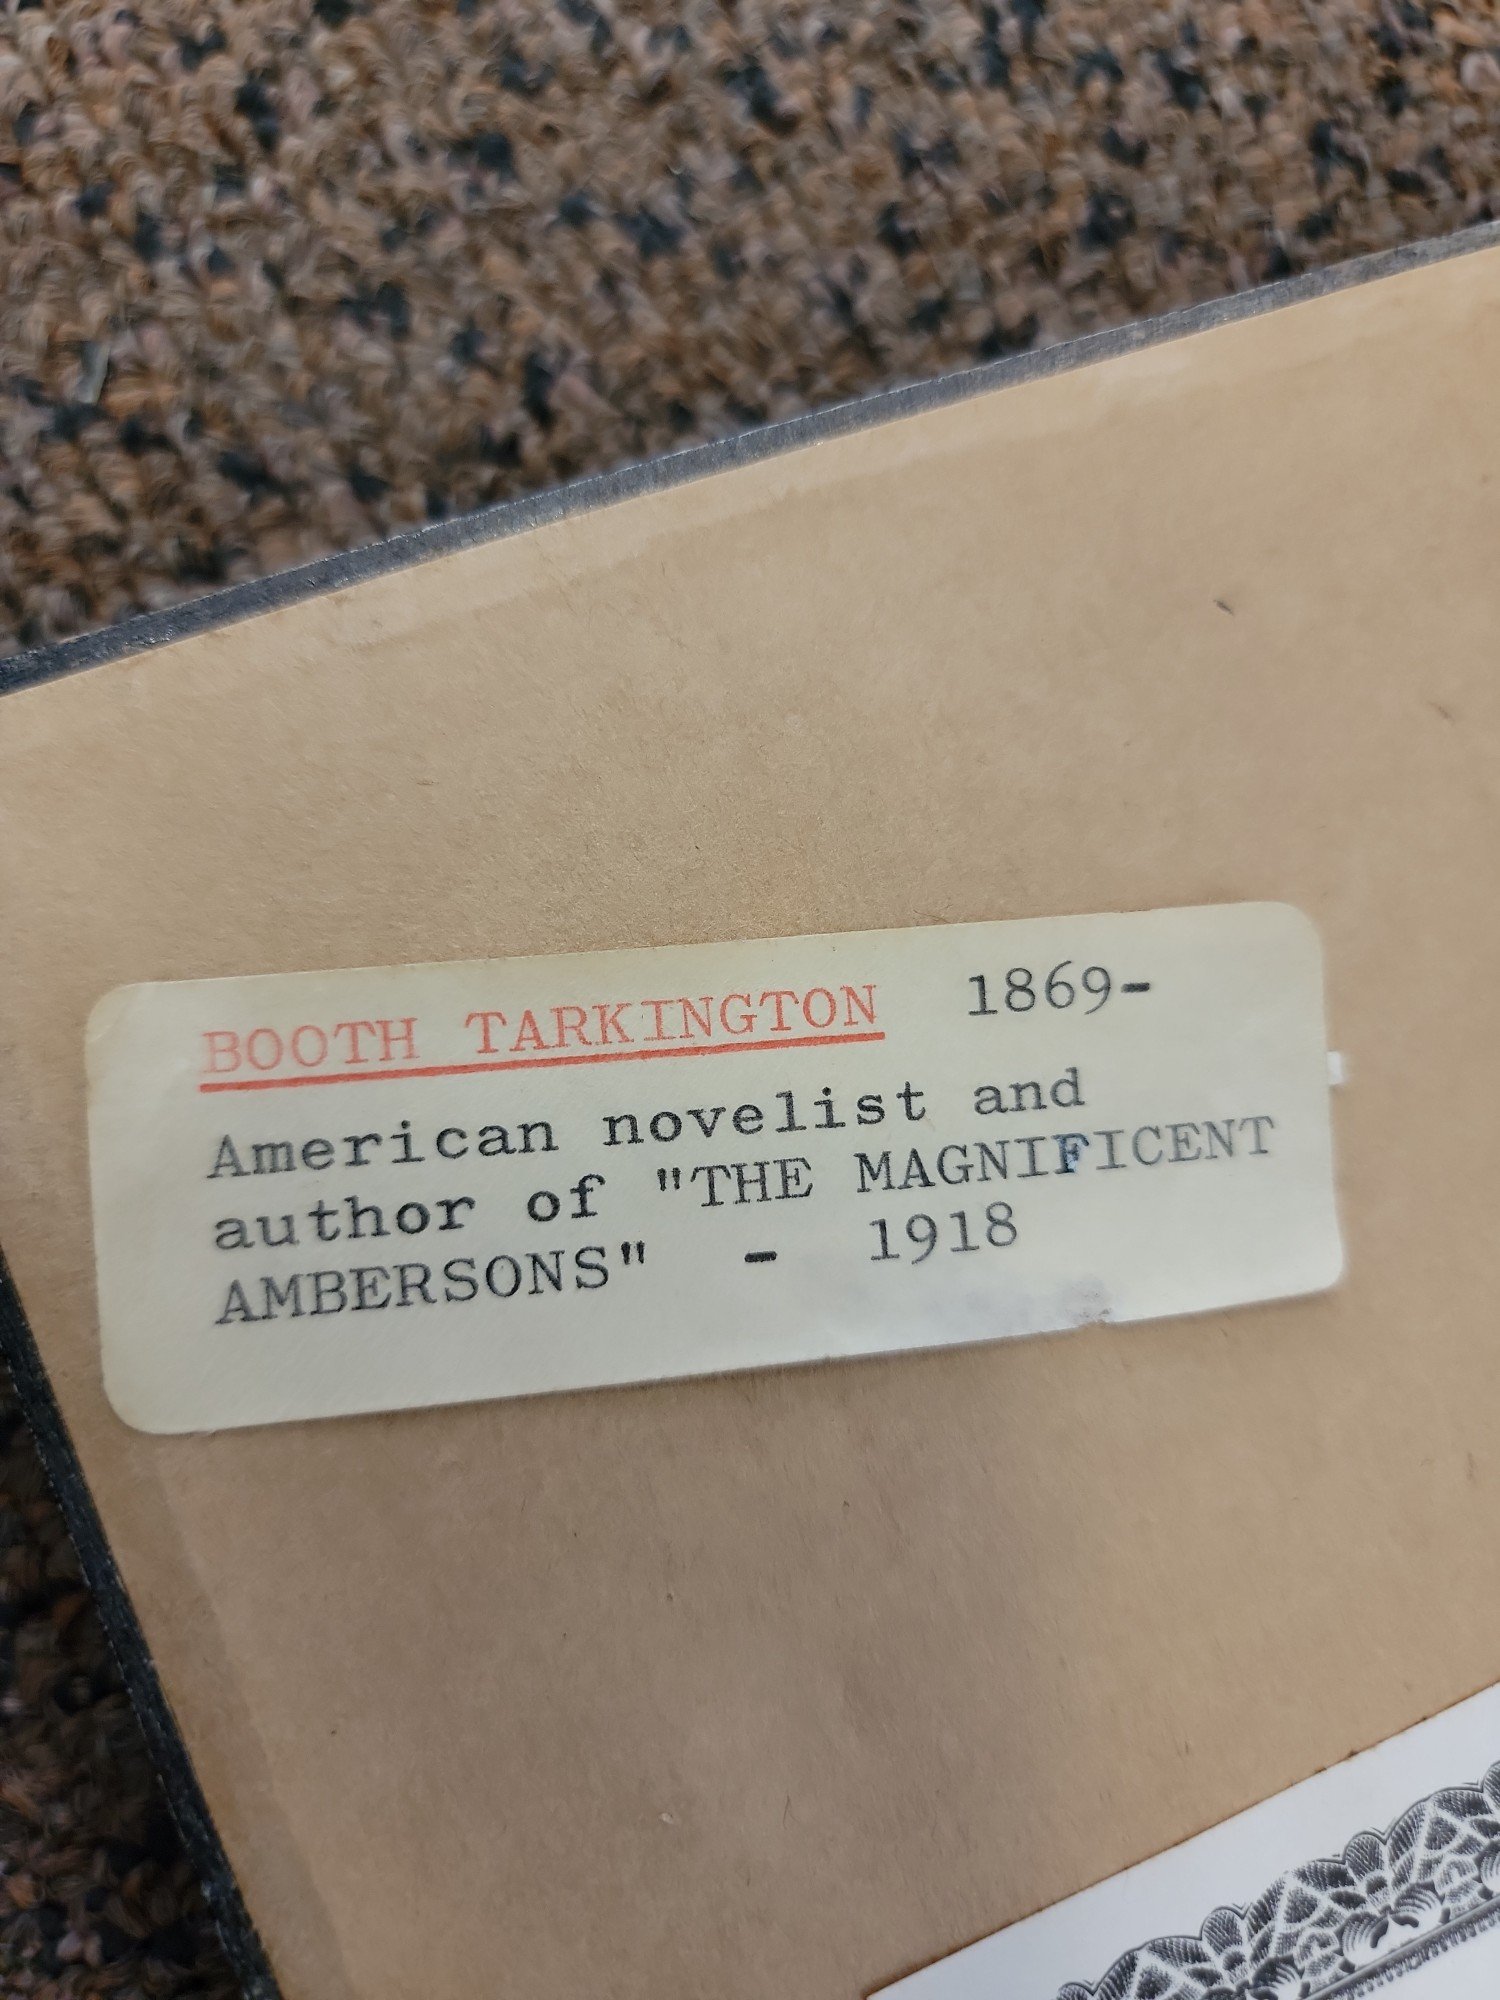 BOOTH TARKINGTON 1869-
American novelist and
author of "THE MAGNIFICENT
AMBERSONS" - 1918